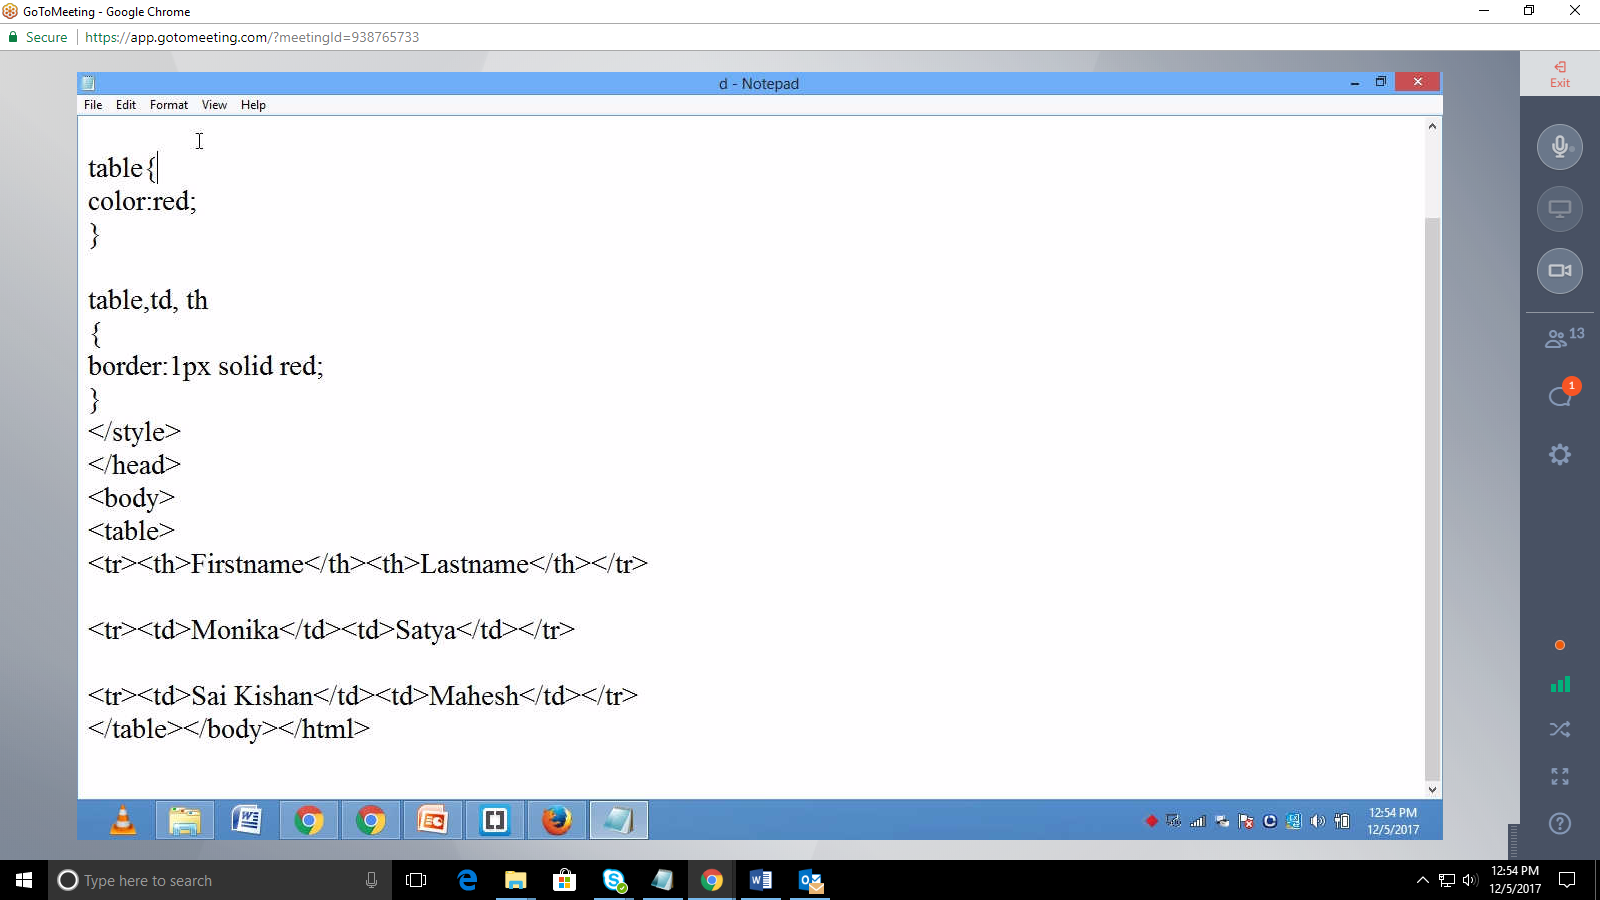 GoToMeeting - Google Chrome
Secure https://app.gotomeeting.com/?meetingId=938765733
Exit
d - Notepad
File Edit Format View Help
table{
color:red;
}
table,td, th
{
border:1px solid red;
}
</style>
</head>
<body>
<table>
<tr><th>Firstname</th><th>Lastname</th></tr>
<tr><td>Monika</td><td>Satya</td></tr>
<tr><td>Sai Kishan</td><td>Mahesh</td></tr>
</table></body></html>
13
1
12:54 PM
12/5/2017
Type here to search
12:54 PM
12/5/2017